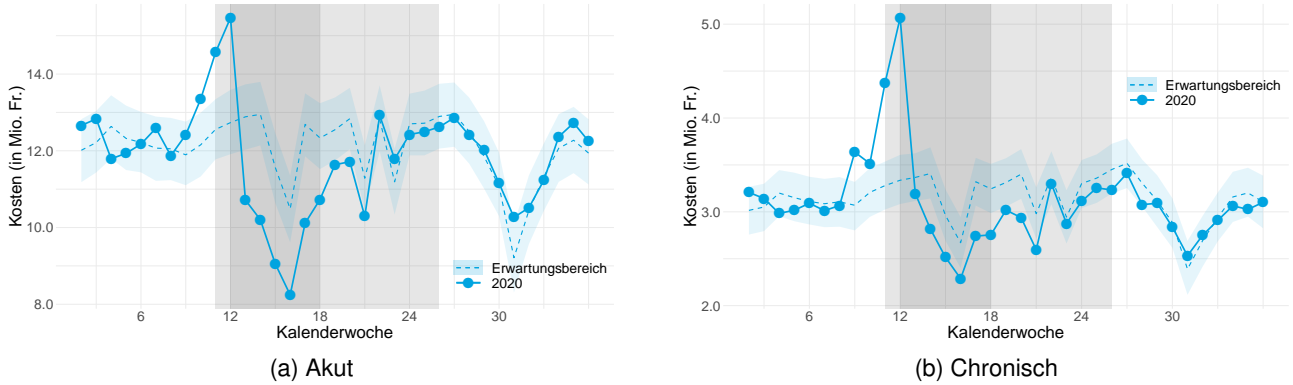 14.0
12.0
10.0
8.0
Kosten (in Mio. Fr.)
Erwartungsbereich
2020
6
12
18
24
30
Kalenderwoche
(a) Akut
5.0
4.0
3.0
2.0
Kosten (in Mio. Fr.)
Erwartungsbereich
2020
6
12
18
24
30
Kalenderwoche
(b) Chronisch